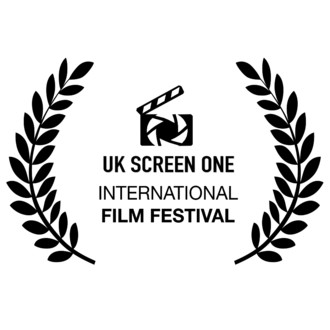 UK SCREEN ONE
INTERNATIONAL
FILM FESTIVAL